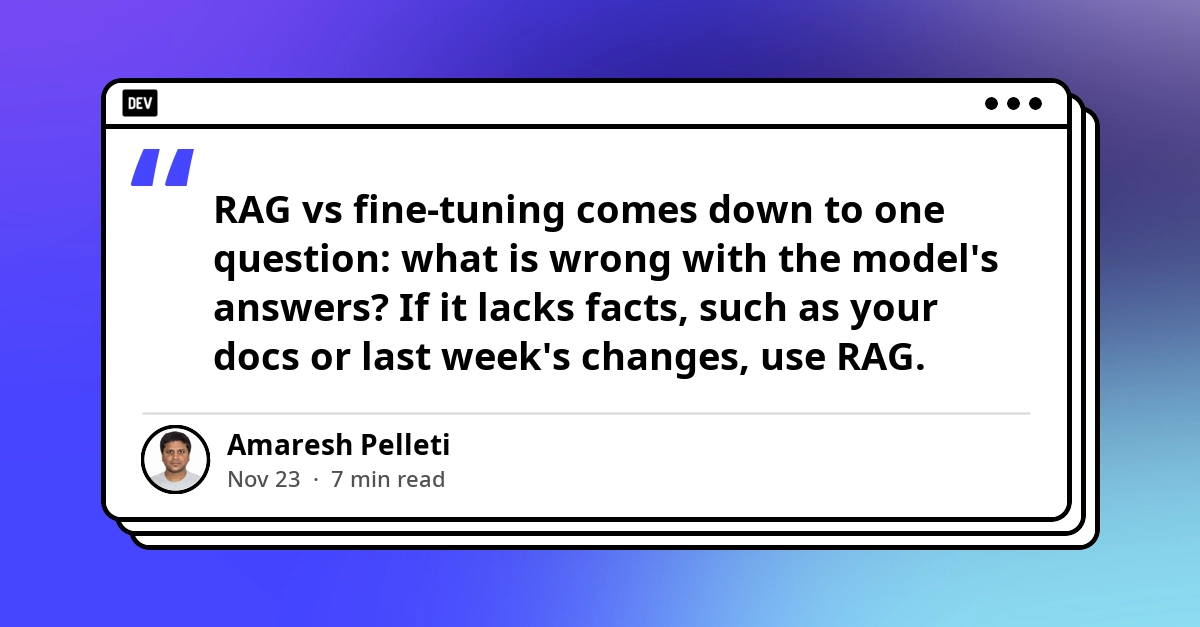 DEV
RAG vs fine-tuning comes down to one
question: what is wrong with the model's
answers? If it lacks facts, such as your
docs or last week's changes, use RAG.
Amaresh Pelleti
Nov 23 · 7 min read